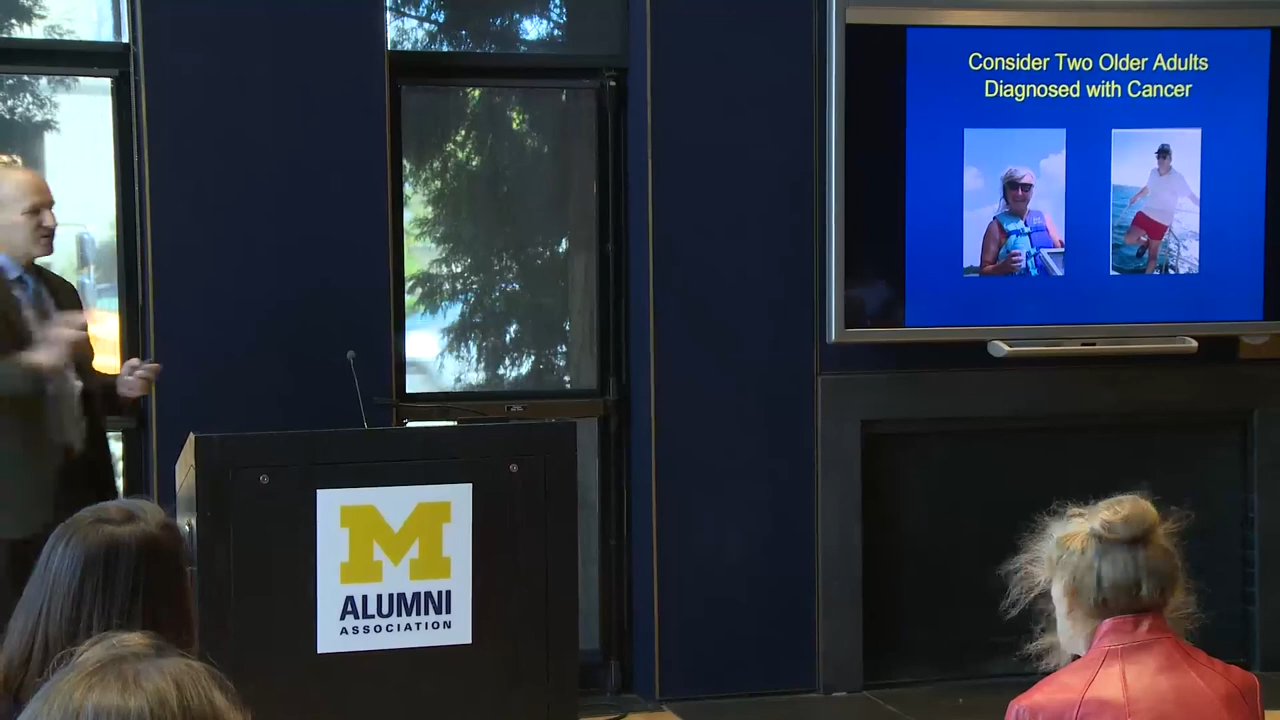 Consider Two Older Adults
Diagnosed with Cancer
M
ALUMNI
ASSOCIATION